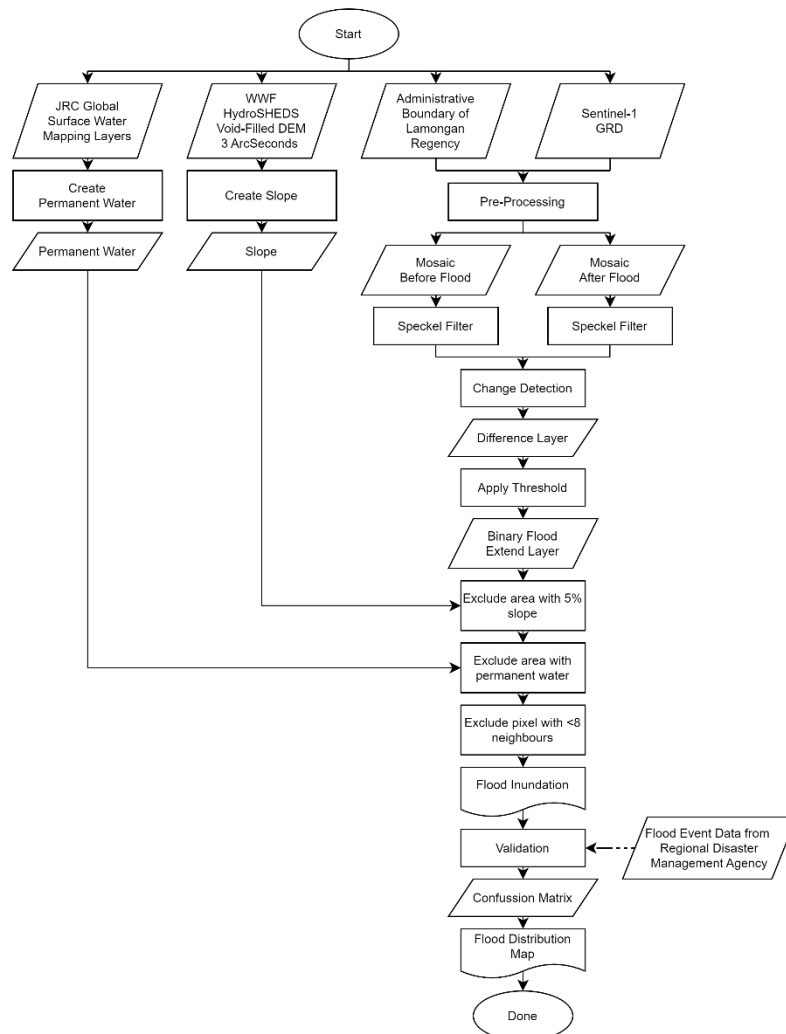 Start
JRC Global
Surface Water
Mapping Layers
WWF
HydroSHEDS
Void-Filled DEM
3 ArcSeconds
Administrative
Boundary of
Lamongan
Regency
Sentinel-1
GRD
Create
Permanent Water
Create Slope
Pre-Processing
Permanent Water
Slope
Mosaic
Before Flood
Mosaic
After Flood
Speckel Filter
Speckel Filter
Change Detection
Difference Layer
Apply Threshold
Binary Flood
Extend Layer
Exclude area with 5%
slope
Exclude area with
permanent water
Exclude pixel with <8
neighbours
Flood Inundation
Validation
Flood Event Data from
Regional Disaster
Management Agency
Confussion Matrix
Flood Distribution
Map
Done